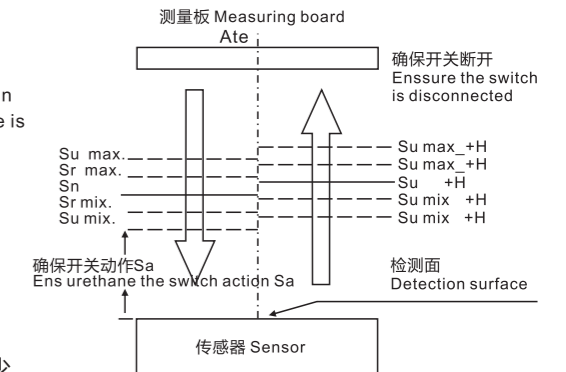 测量板 Measuring board
Ate
确保开关断开
Enssure the switch
is disconnected
n
e is
Su max.
Sr max.
Sn
Sr mix.
Su mix.
Su max_+H
Su max_+H
Su +H
Su mix +H
Su mix +H
确保开关动作Sa
Ens urethane the switch action Sa
检测面
Detection surface
传感器 Sensor
少